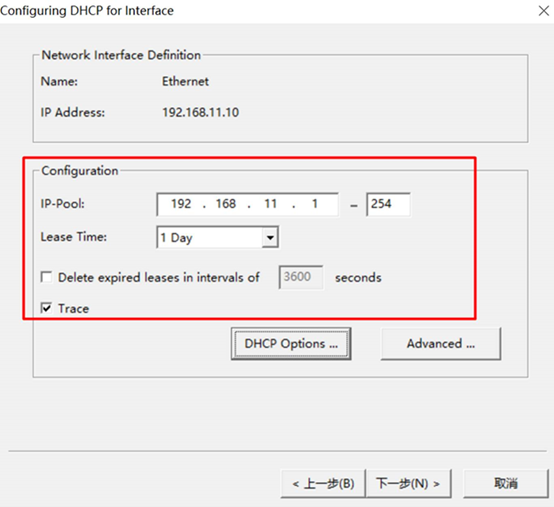 Configuring DHCP for Interface
Network Interface Definition
Name: Ethernet
IP Address: 192.168.11.10
Configuration
IP-Pool: 192 . 168 . 11 . 1 – 254
Lease Time: 1 Day
Delete expired leases in intervals of 3600 seconds
Trace
DHCP Options ... Advanced ...
< 上一步(B) 下一步(N) > 取消